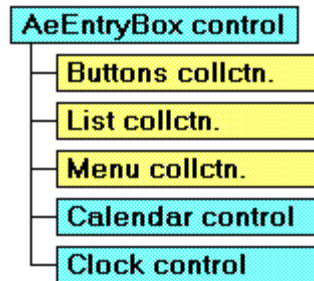 AeEntryBox control
Buttons collctn.
List collctn.
Menu collctn.
Calendar control
Clock control